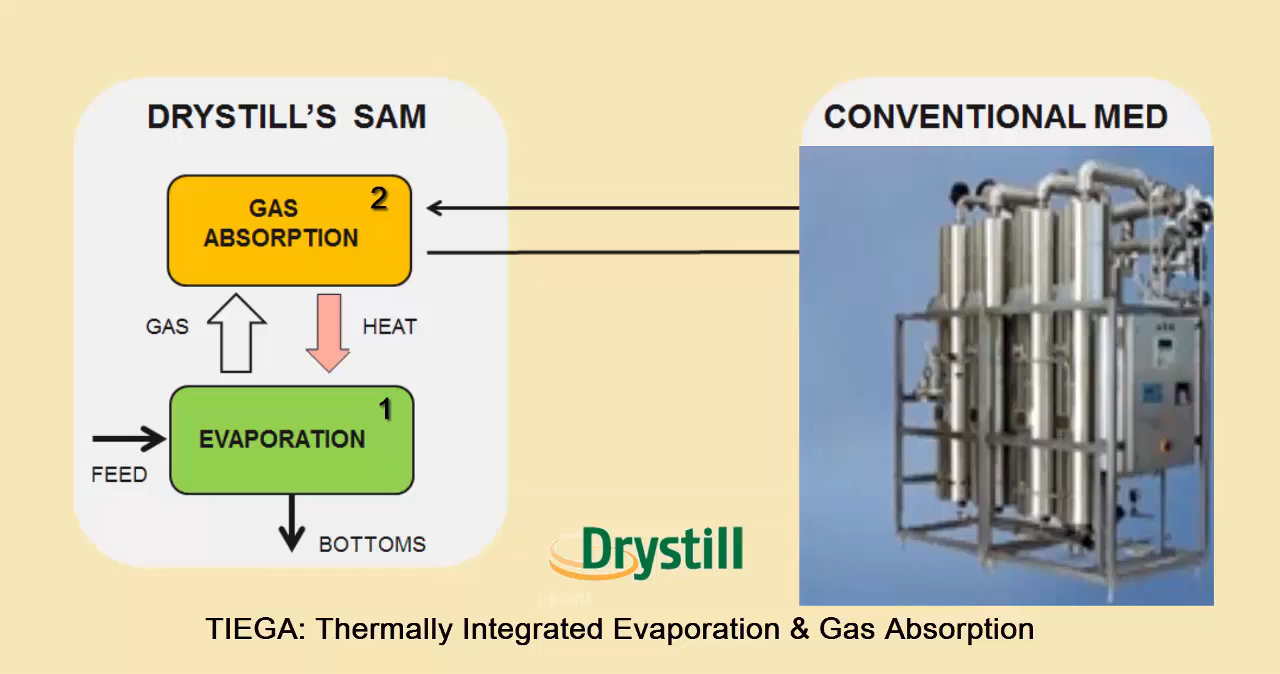 DRYSTILL’S SAM
CONVENTIONAL MED
GAS
ABSORPTION
2
GAS
HEAT
EVAPORATION
1
FEED
BOTTOMS
Drystill
TIEGA: Thermally Integrated Evaporation & Gas Absorption